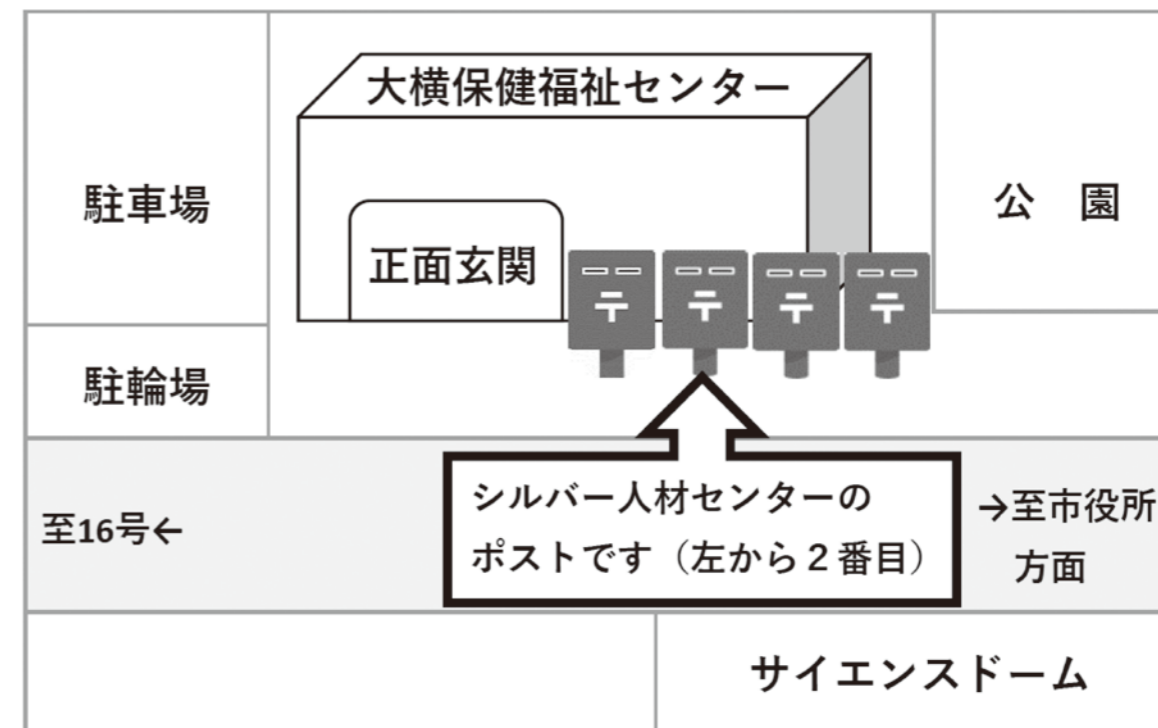 大横保健福祉センター
駐車場
公　園
正面玄関
〒 〒 〒 〒
駐輪場
シルバー人材センターの
ポストです（左から２番目）
至16号←
→至市役所
方面
サイエンスドーム